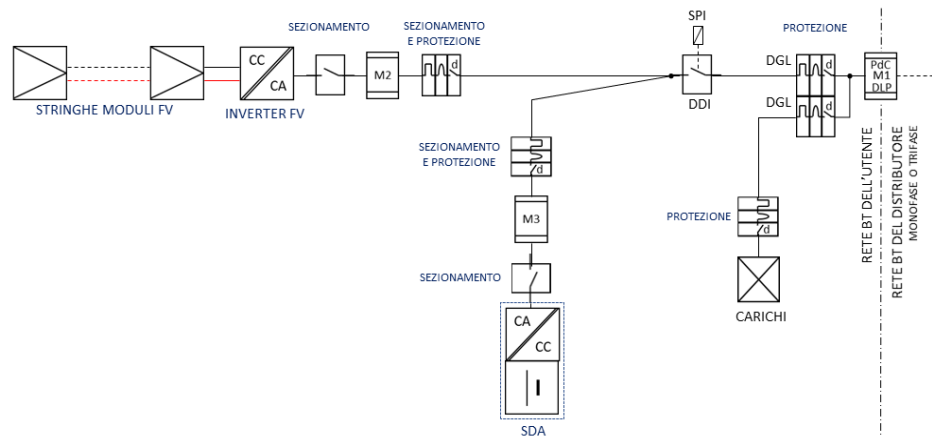 SEZIONAMENTO
SEZIONAMENTO
E PROTEZIONE
SPI
PROTEZIONE
CC
CA
M2
d
DGL
d
PdC
M1
DLP
STRINGHE MODULI FV
INVERTER FV
DDI
DGL
d
SEZIONAMENTO
E PROTEZIONE
d
M3
PROTEZIONE
d
SEZIONAMENTO
CARICHI
CA
CC
SDA
RETE BT DELL'UTENTE
RETE BT DEL DISTRIBUTORE
MONOFASE O TRIFASE